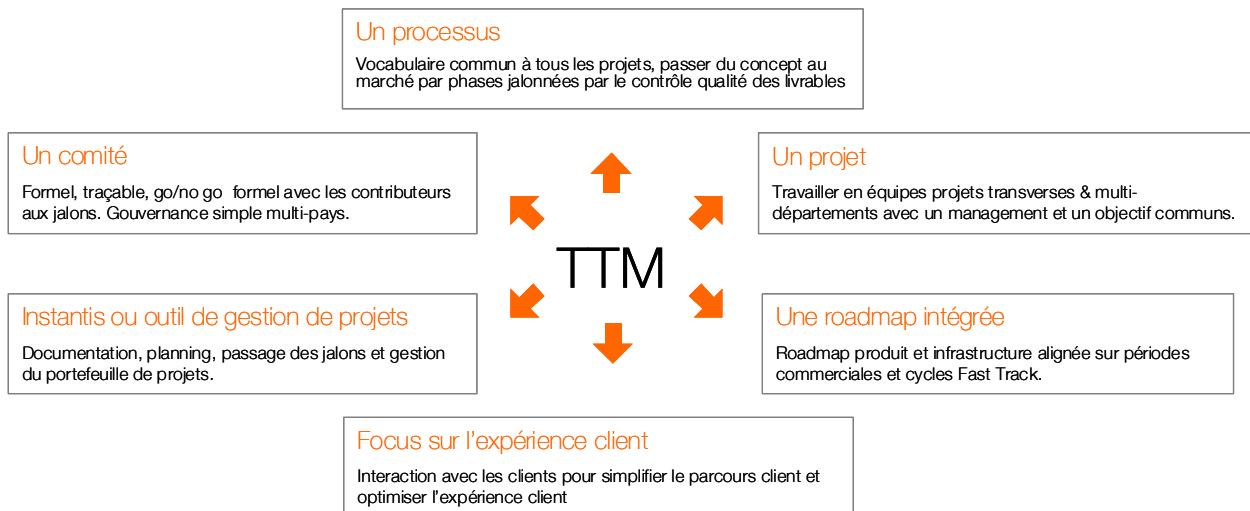 Un processus
Vocabulaire commun à tous les projets, passer du concept au
marché par phases jalonnées par le contrôle qualité des livrables
Un comité
Formel, traçable, go/no go formel avec les contributeurs
aux jalons. Gouvernance simple multi-pays.
Un projet
Travailler en équipes projets transverses & multi-
départements avec un management et un objectif communs.
TTM
Instantis ou outil de gestion de projets
Documentation, planning, passage des jalons et gestion
du portefeuille de projets.
Une roadmap intégrée
Roadmap produit et infrastructure alignée sur périodes
commerciales et cycles Fast Track.
Focus sur l'expérience client
Interaction avec les clients pour simplifier le parcours client et
optimiser l'expérience client